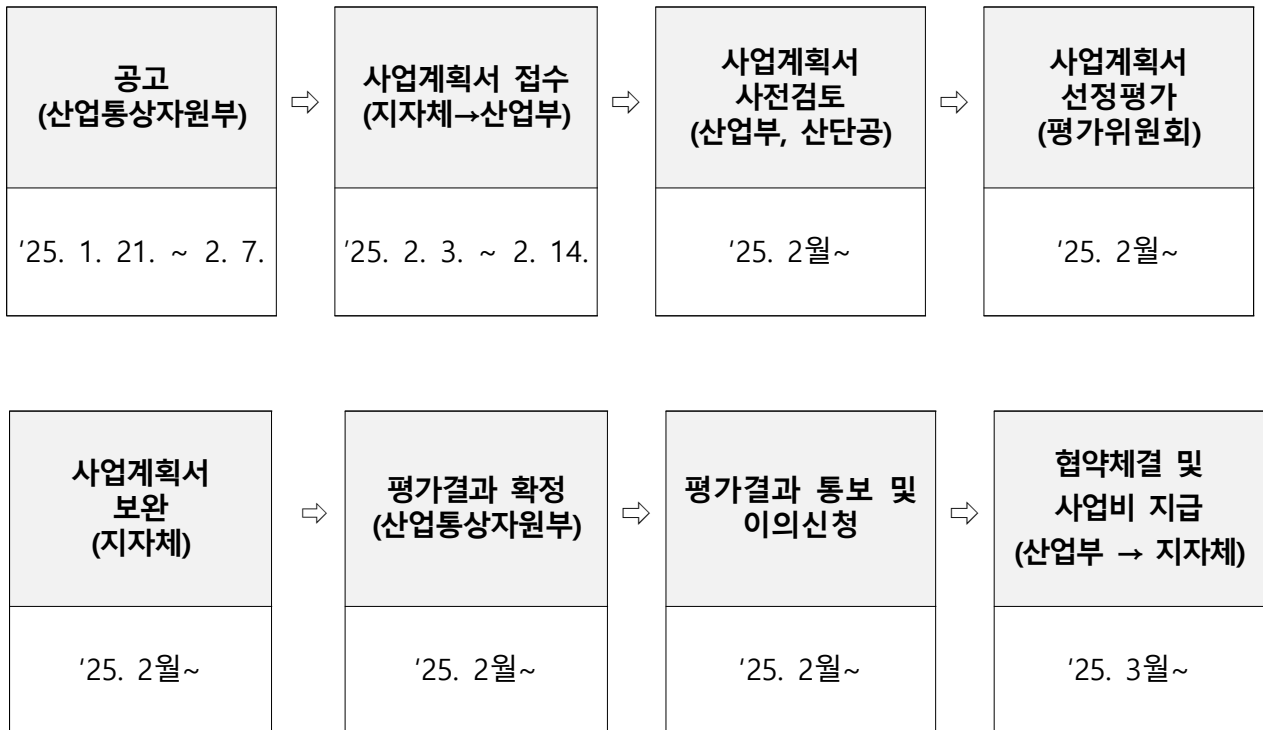 공고
(산업통상자원부)
⇨
사업계획서 접수
(지자체→산업부)
⇨
사업계획서
사전검토
(산업부, 산단공)
⇨
사업계획서
선정평가
(평가위원회)
'25. 1. 21. ~ 2. 7.
'25. 2. 3. ~ 2. 14.
'25. 2월~
'25. 2월~
사업계획서
보완
(지자체)
⇨
평가결과 확정
(산업통상자원부)
⇨
평가결과 통보 및
이의신청
⇨
협약체결 및
사업비 지급
(산업부 → 지자체)
'25. 2월~
'25. 2월~
'25. 2월~
'25. 3월~